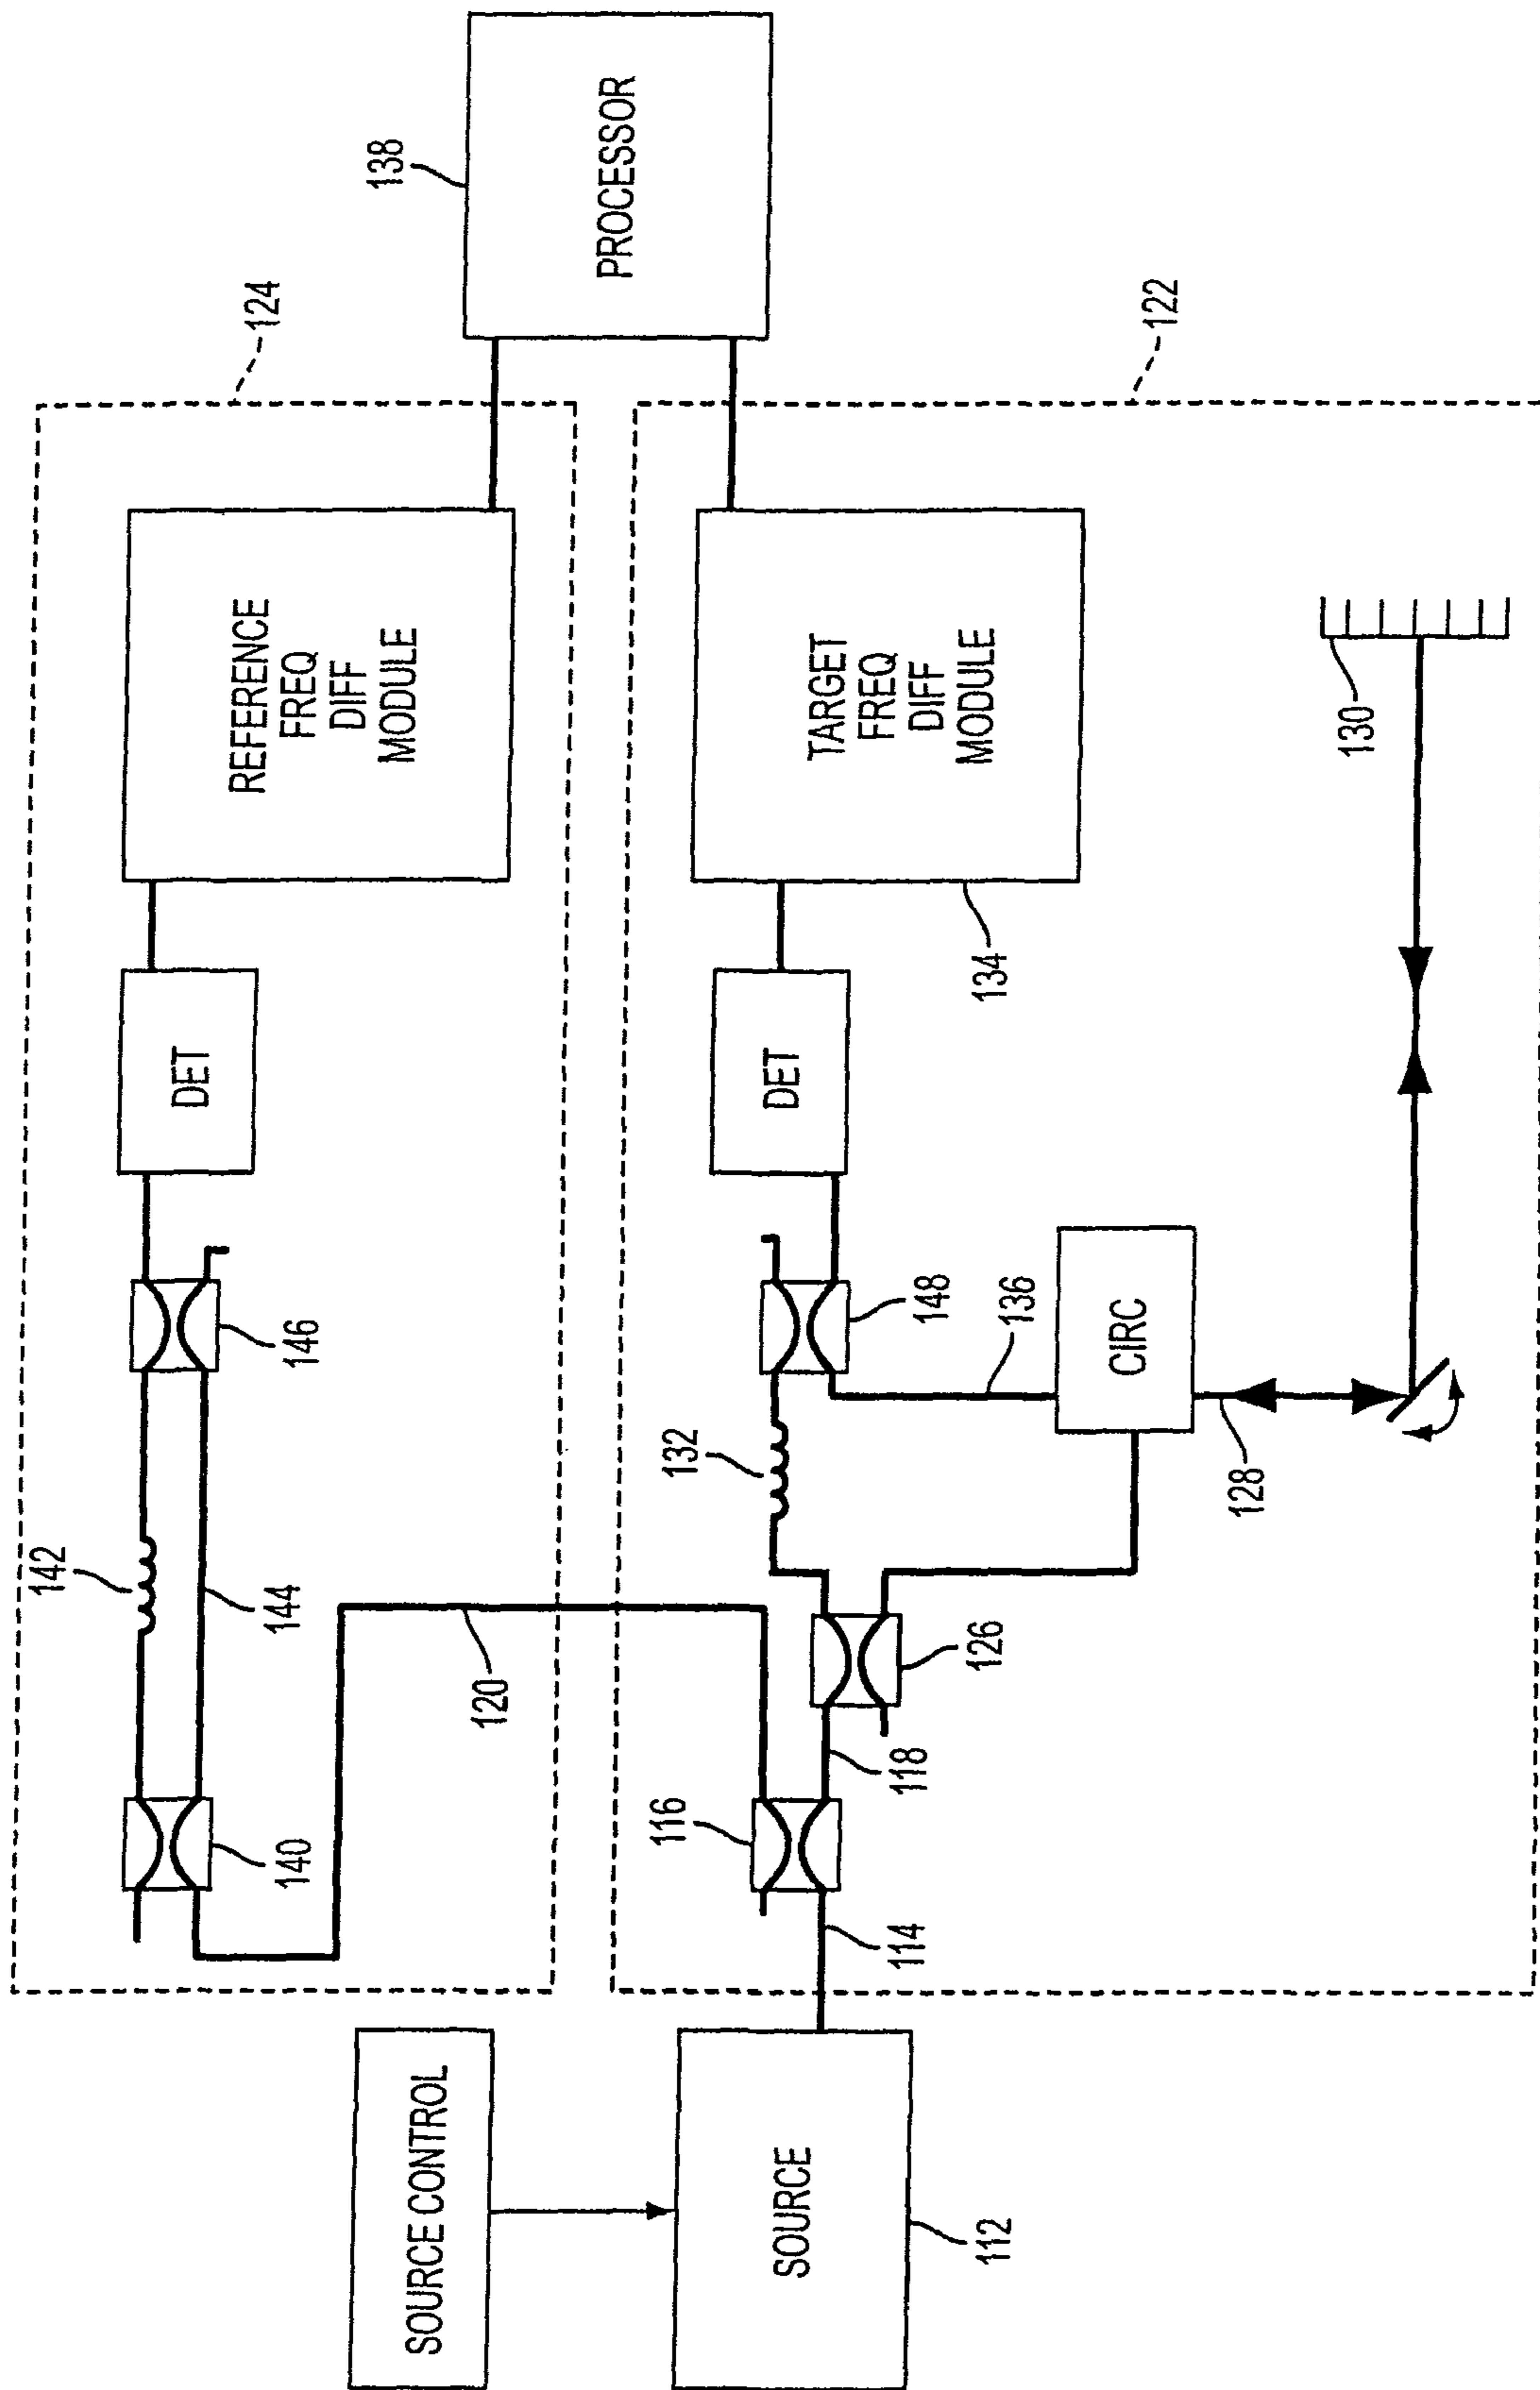 124
142
144
140
146
DET
REFERENCE
FREQ
DIFF
MODULE
138
PROCESSOR
SOURCE CONTROL
SOURCE
112
114
116
118
120
126
132
148
136
CIRC
128
DET
TARGET
FREQ
DIFF
MODULE
134
130
122